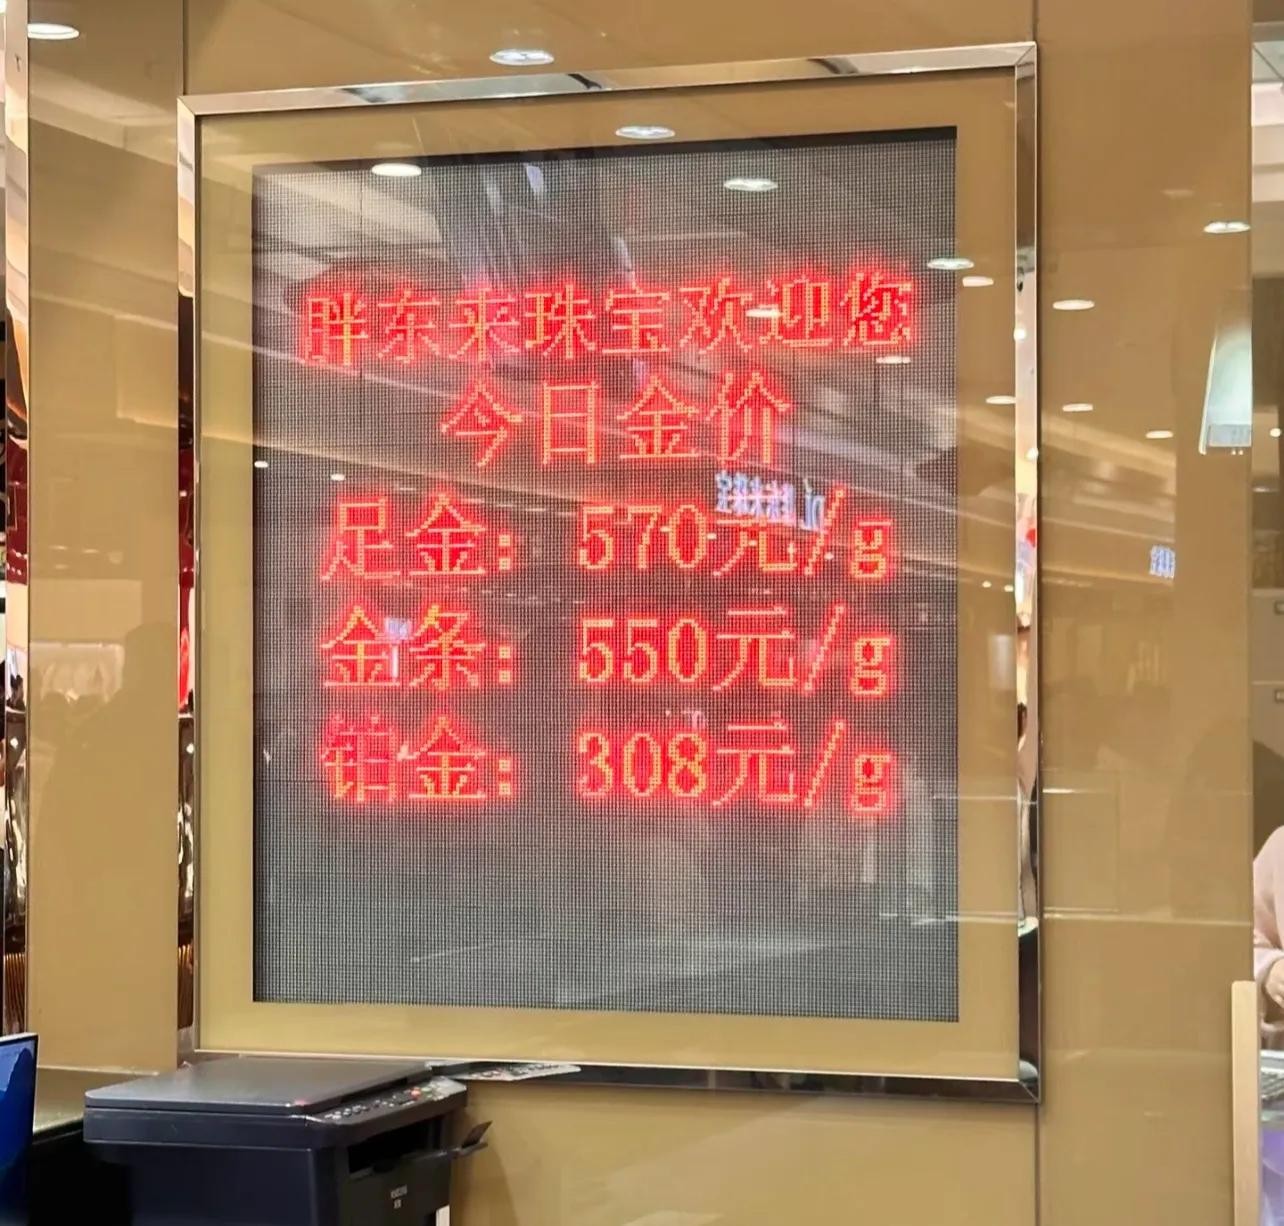 胖东来珠宝欢迎您
今日金价
足金：570元/g
金条：550元/g
铂金：308元/g